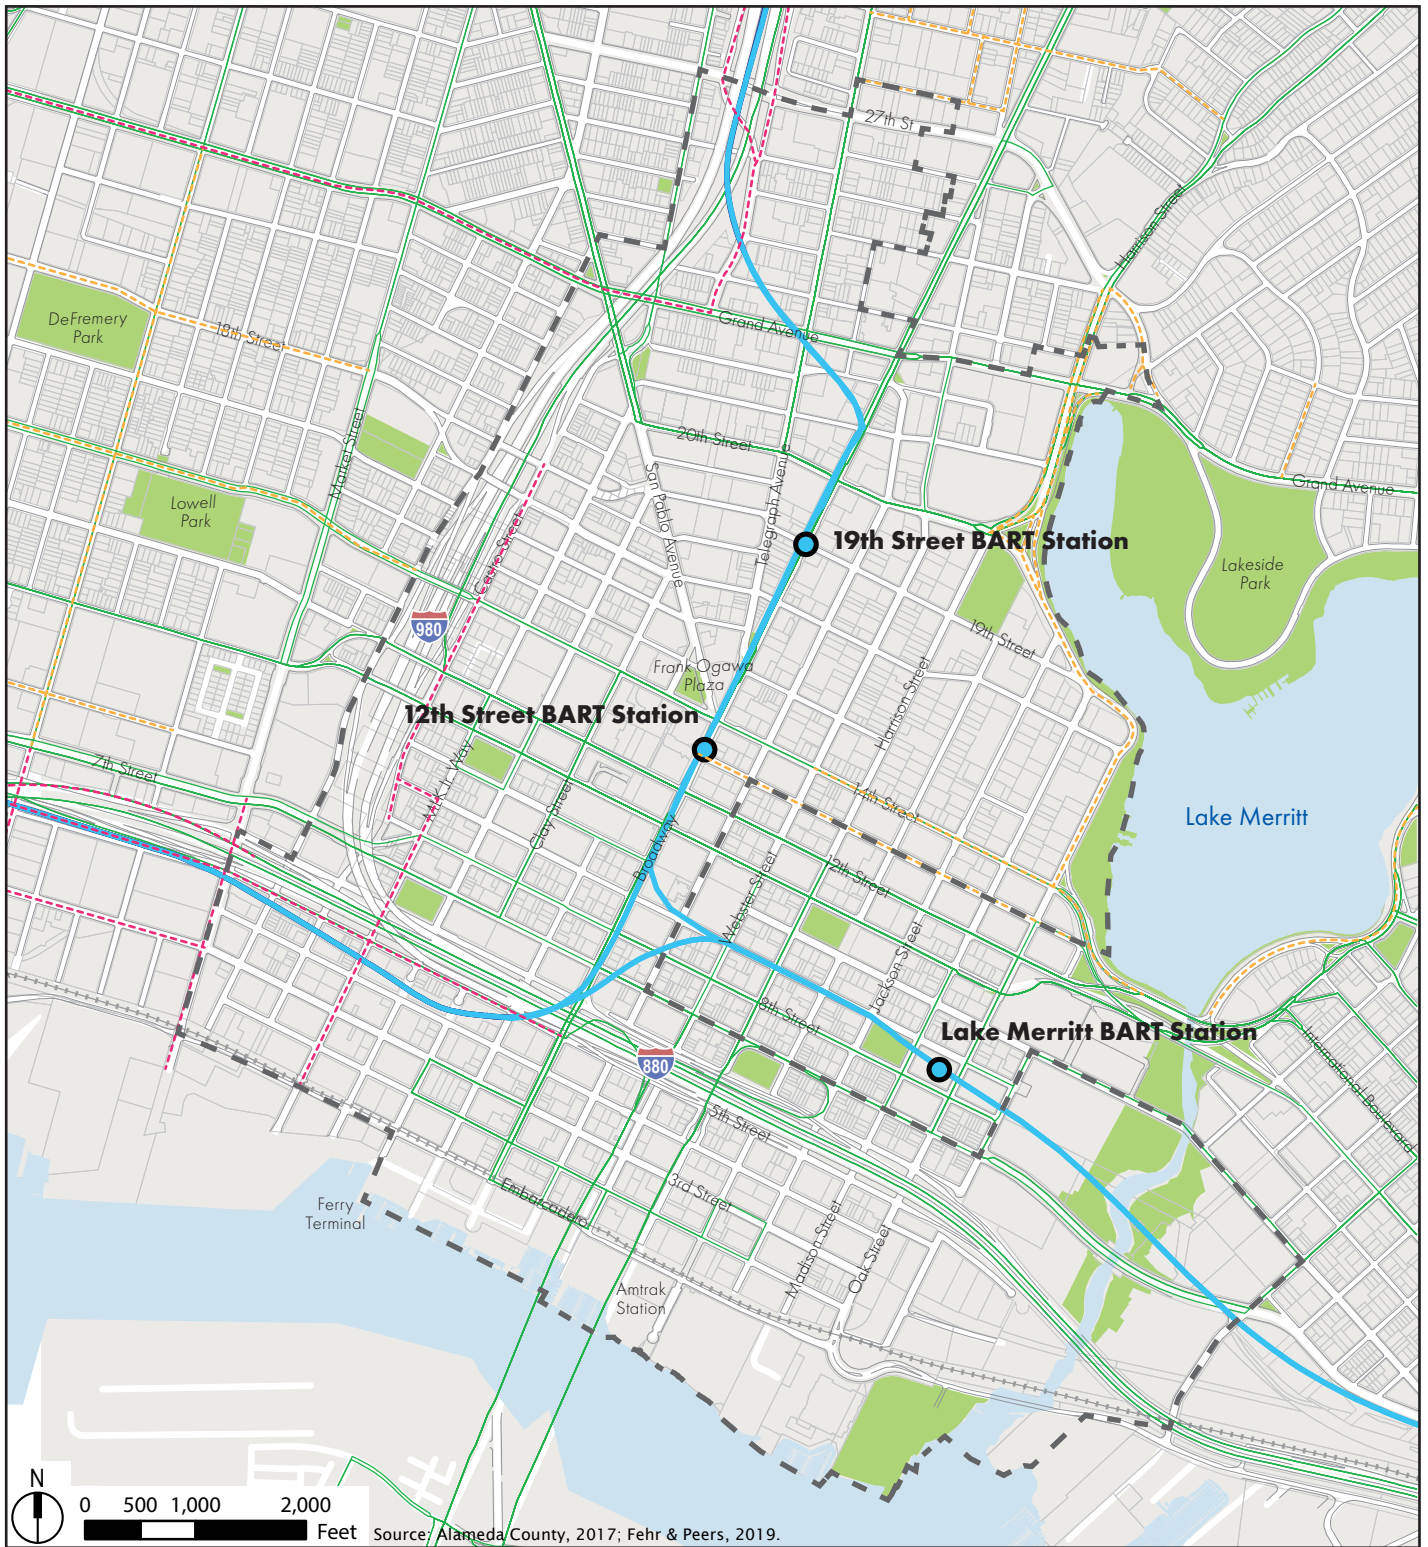 27th St
Harrison Street
DeFremery
Park
18th Street
Grand Avenue
Market Street
20th Street
San Pablo Avenue
Telegraph Avenue
Grand Avenue
Lowell
Park
Castro Street
19th Street BART Station
Lakeside
Park
980
19th Street
Frank Ogawa
Plaza
Harrison Street
12th Street BART Station
7th Street
M.L.K Jr. Way
Clay Street
14th Street
Lake Merritt
Broadway
12th Street
Webster Street
Jackson Street
8th Street
Lake Merritt BART Station
880
International Boulevard
5th Street
3rd Street
Embarcadero
Ferry
Terminal
Madison Street
Oak Street
Amtrak
Station
N
0 500 1,000 2,000
Feet
Source: Alameda County, 2017; Fehr & Peers, 2019.